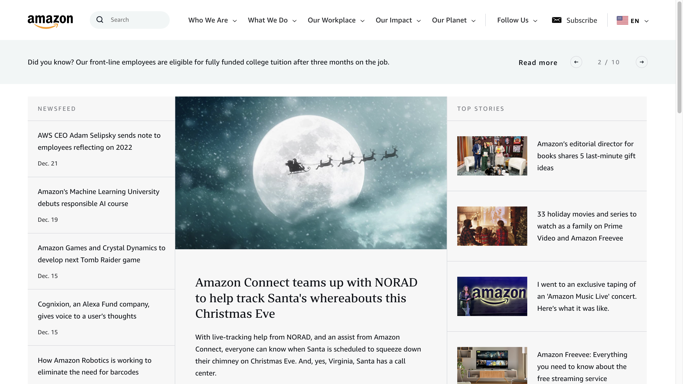 amazon
Search
Who We Are
What We Do
Our Workplace
Our Impact
Our Planet
Follow Us
Subscribe
EN
Did you know? Our front-line employees are eligible for fully funded college tuition after three months on the job.
Read more
2 / 10
NEWSFEED
AWS CEO Adam Selipsky sends note to
employees reflecting on 2022
Dec. 21
Amazon's Machine Learning University
debuts responsible AI course
Dec. 19
Amazon Games and Crystal Dynamics to
develop next Tomb Raider game
Dec. 15
Cognixion, an Alexa Fund company,
gives voice to a user's thoughts
Dec. 15
How Amazon Robotics is working to
eliminate the need for barcodes
Amazon Connect teams up with NORAD
to help track Santa's whereabouts this
Christmas Eve
With live-tracking help from NORAD, and an assist from Amazon
Connect, everyone can know when Santa is scheduled to squeeze down
their chimney on Christmas Eve. And, yes, Virginia, Santa has a call
center.
TOP STORIES
Amazon's editorial director for
books shares 5 last-minute gift
ideas
33 holiday movies and series to
watch as a family on Prime
Video and Amazon Freevee
amazon
I went to an exclusive taping of
an 'Amazon Music Live' concert.
Here's what it was like.
Amazon Freevee: Everything
you need to know about the
free streaming service